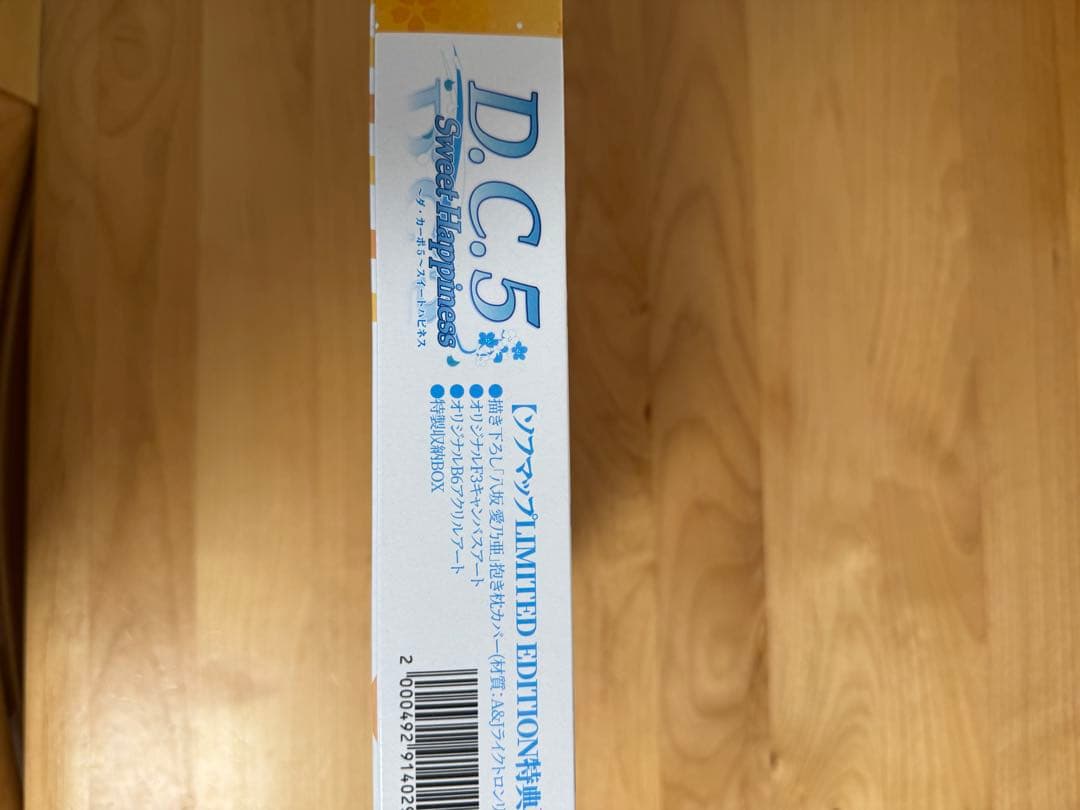 D.C.5
Sweet Happiness
～ダ・カーポ5～スイートハピネス
【ソフマップLIMITED EDITION特典
●描き下ろし「八坂 愛乃亜」抱き枕カバー(材質:A&Jライクトロン
●オリジナルF3キャンバスアート
●オリジナルB6アクリルアート
●特製収納BOX
2 000492 91402